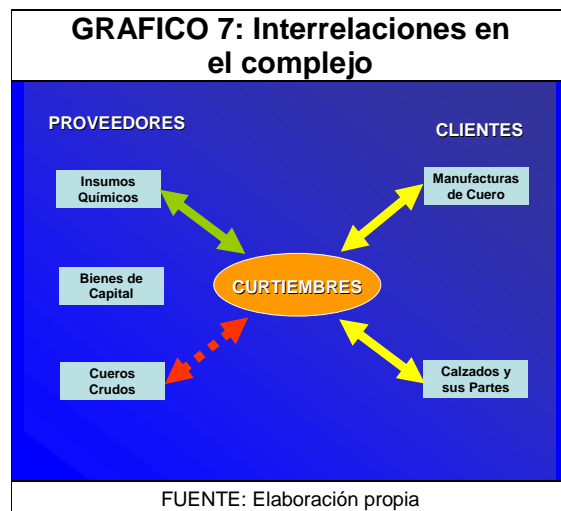 GRAFICO 7: Interrelaciones en
el complejo
PROVEEDORES
CLIENTES
Insumos
Químicos
Manufacturas
de Cuero
Bienes de
Capital
CURTIEMBRES
Cueros
Crudos
Calzados y
sus Partes
FUENTE: Elaboración propia